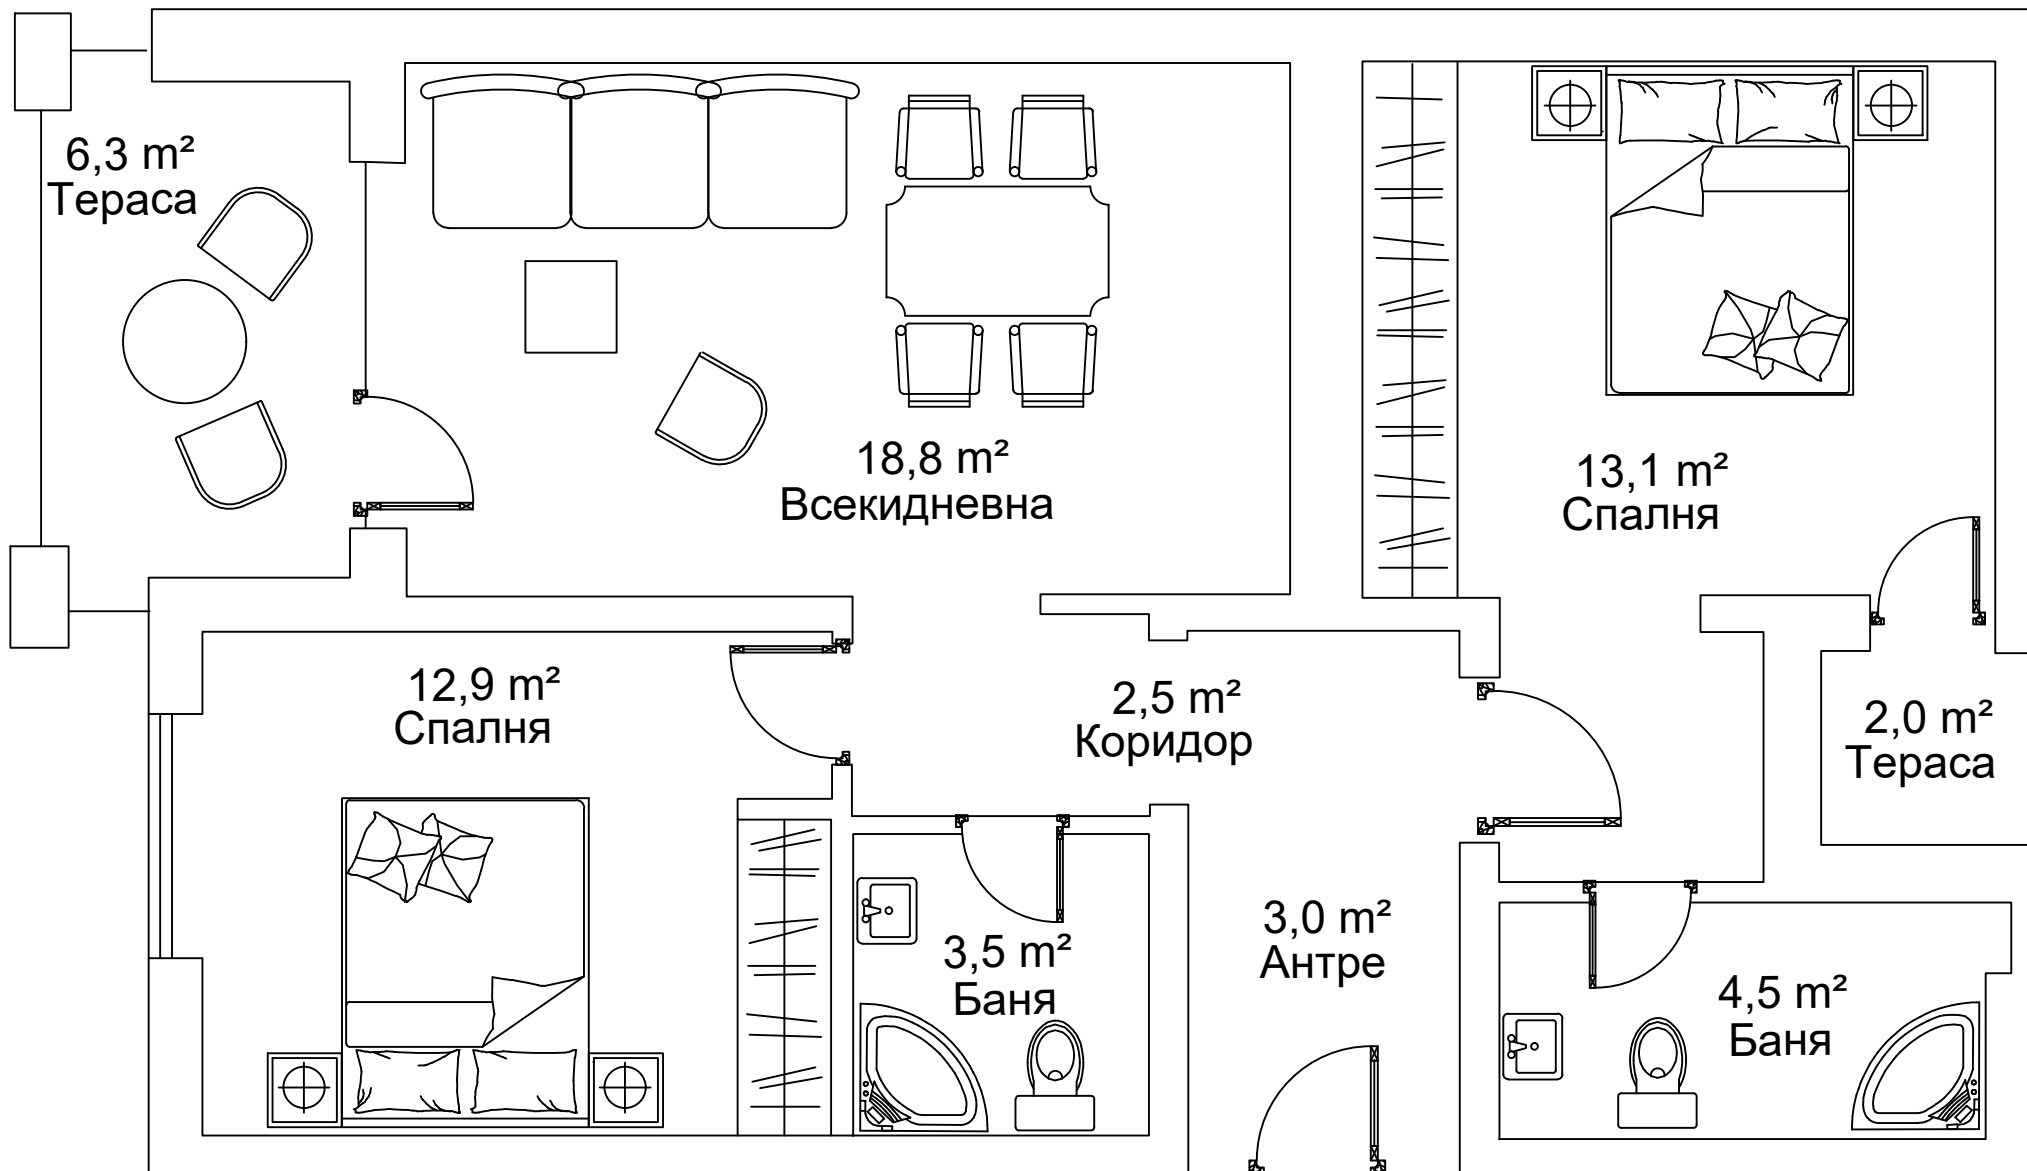 6,3 m²
Тераса
18,8 m²
Всекидневна
13,1 m²
Спалня
12,9 m²
Спалня
2,5 m²
Коридор
2,0 m²
Тераса
3,5 m²
Баня
3,0 m²
Антре
4,5 m²
Баня